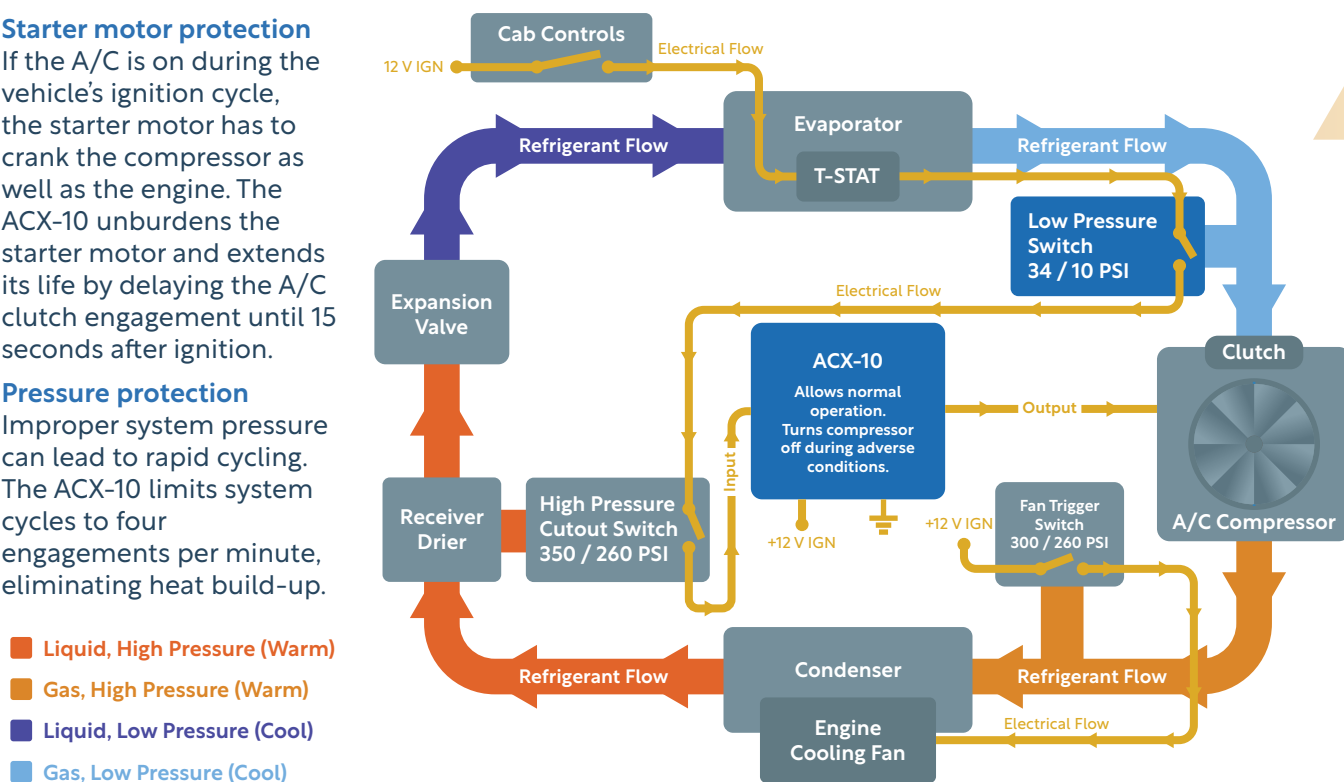 Starter motor protection
If the A/C is on during the
vehicle's ignition cycle,
the starter motor has to
crank the compressor as
well as the engine. The
ACX-10 unburdens the
starter motor and extends
its life by delaying the A/C
clutch engagement until 15
seconds after ignition.
Pressure protection
Improper system pressure
can lead to rapid cycling.
The ACX-10 limits system
cycles to four
engagements per minute,
eliminating heat build-up.
Liquid, High Pressure (Warm)
Gas, High Pressure (Warm)
Liquid, Low Pressure (Cool)
Gas, Low Pressure (Cool)
Cab Controls
12 V IGN
Electrical Flow
Refrigerant Flow
Evaporator
T-STAT
Refrigerant Flow
Low Pressure
Switch
34 / 10 PSI
Electrical Flow
Expansion
Valve
ACX-10
Allows normal
operation.
Turns compressor
off during adverse
conditions.
Clutch
Output
Input
A/C Compressor
Receiver
Drier
High Pressure
Cutout Switch
350 / 260 PSI
+12 V IGN
+12 V IGN
Fan Trigger
Switch
300 / 260 PSI
Refrigerant Flow
Condenser
Refrigerant Flow
Engine
Cooling Fan
Electrical Flow